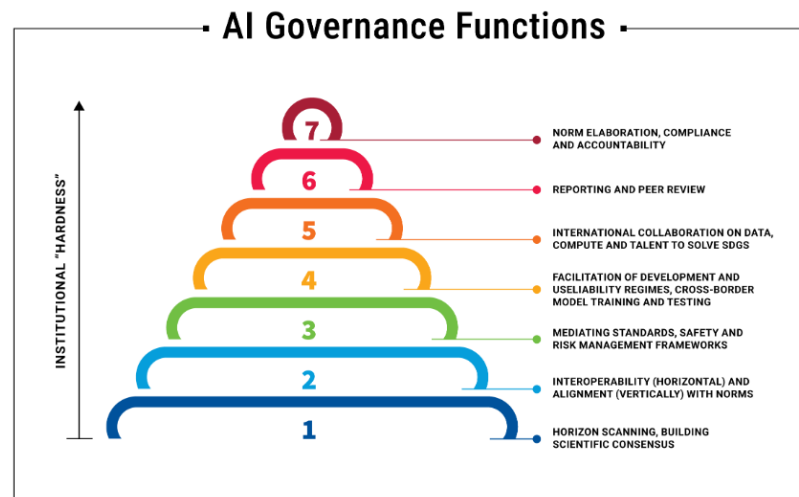 AI Governance Functions
INSTITUTIONAL "HARDNESS"
7
NORM ELABORATION, COMPLIANCE
AND ACCOUNTABILITY
6
REPORTING AND PEER REVIEW
5
INTERNATIONAL COLLABORATION ON DATA,
COMPUTE AND TALENT TO SOLVE SDGS
4
FACILITATION OF DEVELOPMENT AND
USELIABILITY REGIMES, CROSS-BORDER
MODEL TRAINING AND TESTING
3
MEDIATING STANDARDS, SAFETY AND
RISK MANAGEMENT FRAMEWORKS
2
INTEROPERABILITY (HORIZONTAL) AND
ALIGNMENT (VERTICALLY) WITH NORMS
1
HORIZON SCANNING, BUILDING
SCIENTIFIC CONSENSUS